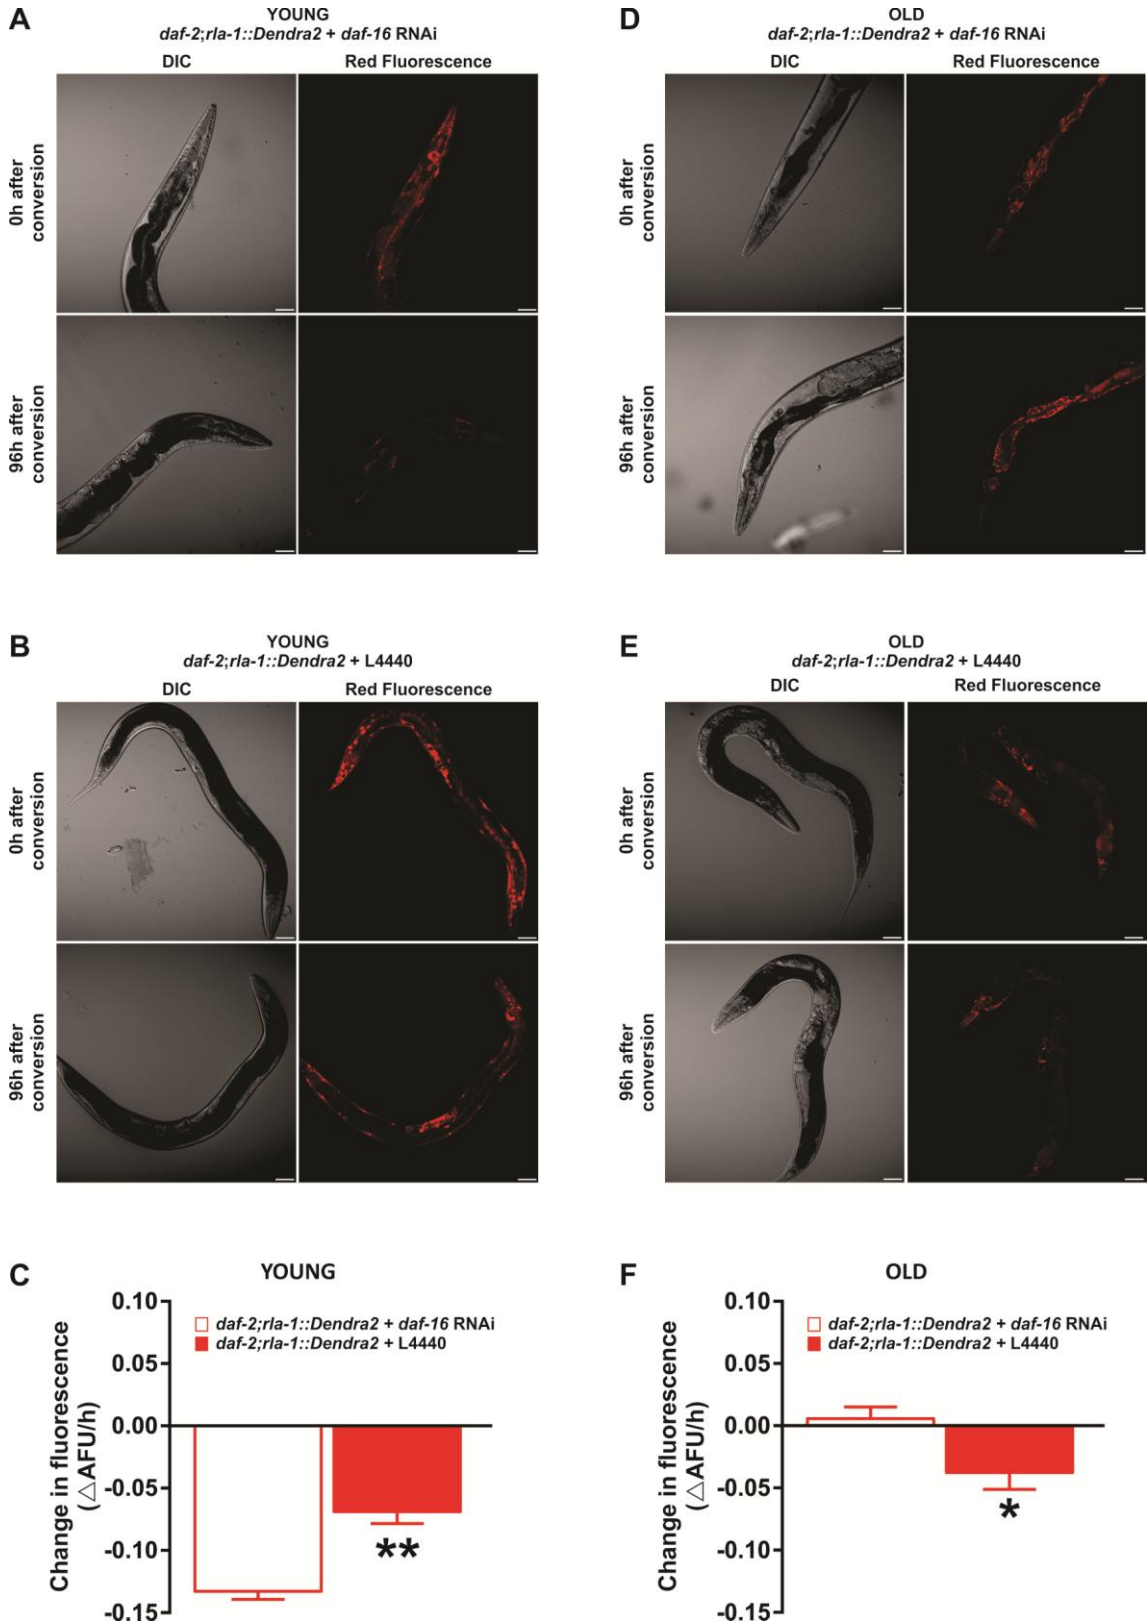 A
YOUNG
daf-2;rla-1::Dendra2 + daf-16 RNAi
DIC
Red Fluorescence
0h after
conversion
96h after
conversion
B
YOUNG
daf-2;rla-1::Dendra2 + L4440
DIC
Red Fluorescence
0h after
conversion
96h after
conversion
C
YOUNG
Change in fluorescence
(△AFU/h)
0.10
0.05
0.00
-0.05
-0.10
-0.15
daf-2;rla-1::Dendra2 + daf-16 RNAi
daf-2;rla-1::Dendra2 + L4440
**
D
OLD
daf-2;rla-1::Dendra2 + daf-16 RNAi
DIC
Red Fluorescence
0h after
conversion
96h after
conversion
E
OLD
daf-2;rla-1::Dendra2 + L4440
DIC
Red Fluorescence
0h after
conversion
96h after
conversion
F
OLD
Change in fluorescence
(△AFU/h)
0.10
0.05
0.00
-0.05
-0.10
-0.15
daf-2;rla-1::Dendra2 + daf-16 RNAi
daf-2;rla-1::Dendra2 + L4440
*